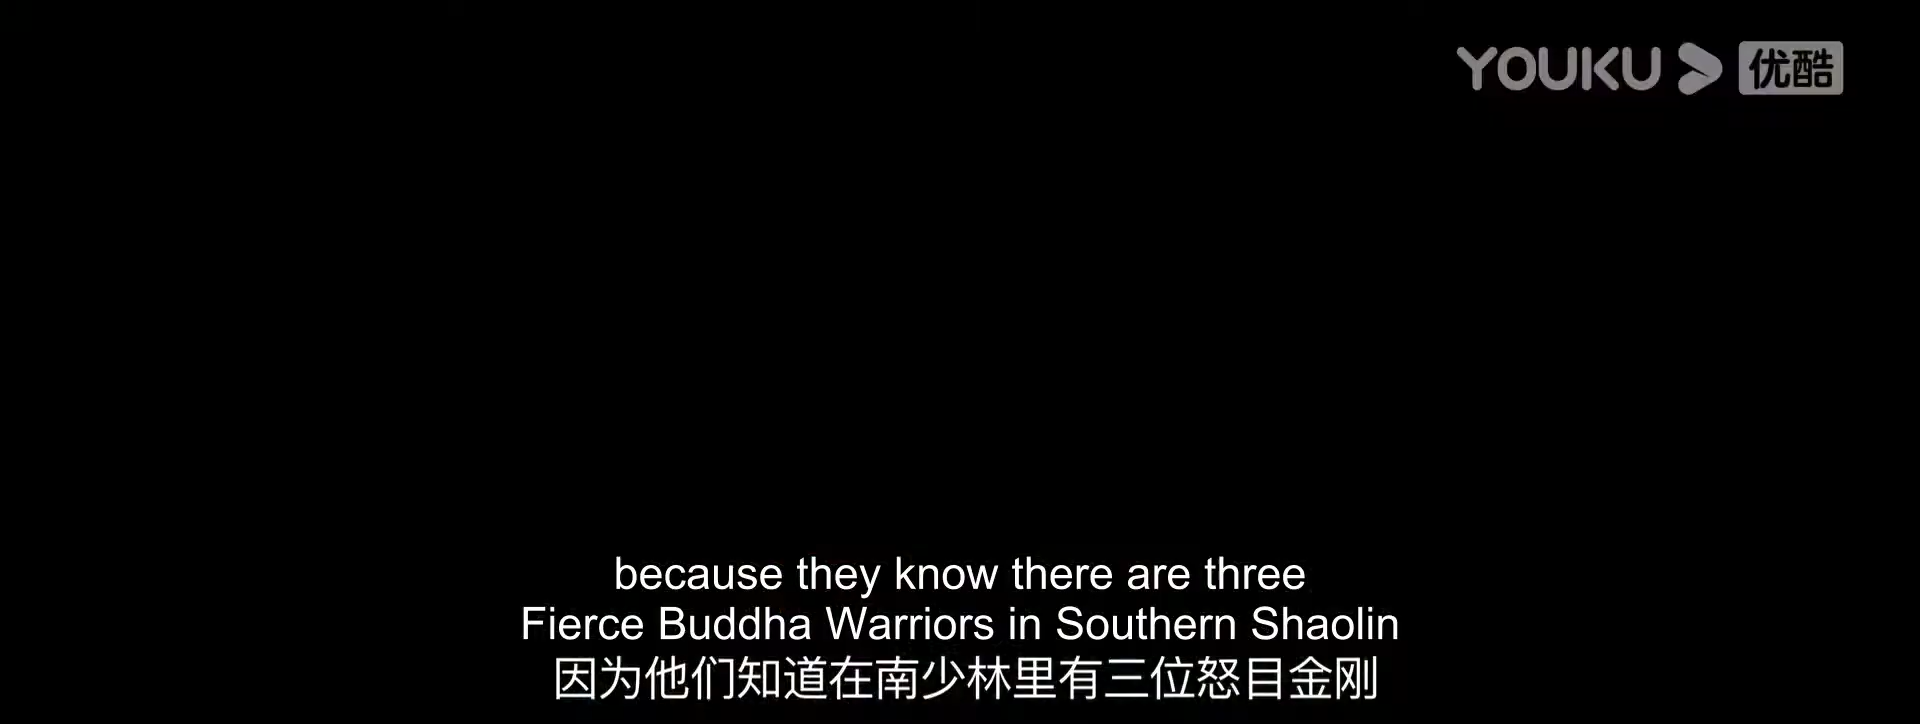 YOUKU 优酷
because they know there are three
Fierce Buddha Warriors in Southern Shaolin
因为他们知道在南少林里有三位怒目金刚